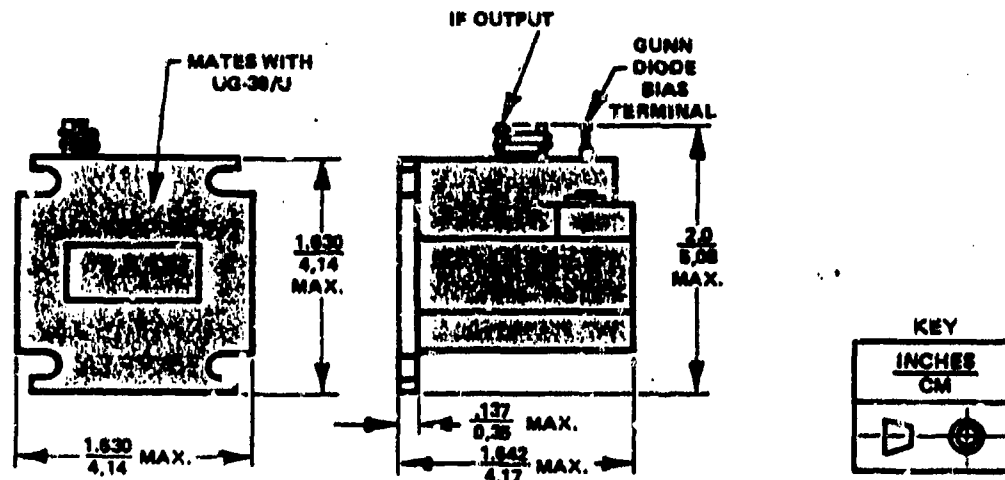 IF OUTPUT
MATES WITH
UG-39/U
GUNN
DIODE
BIAS
TERMINAL
1.630
4.14
MAX.
2.0
5.08
MAX.
KEY
INCHES
CM
.137
0.35 MAX.
1.630
4.14 MAX.
1.642
4.17 MAX.